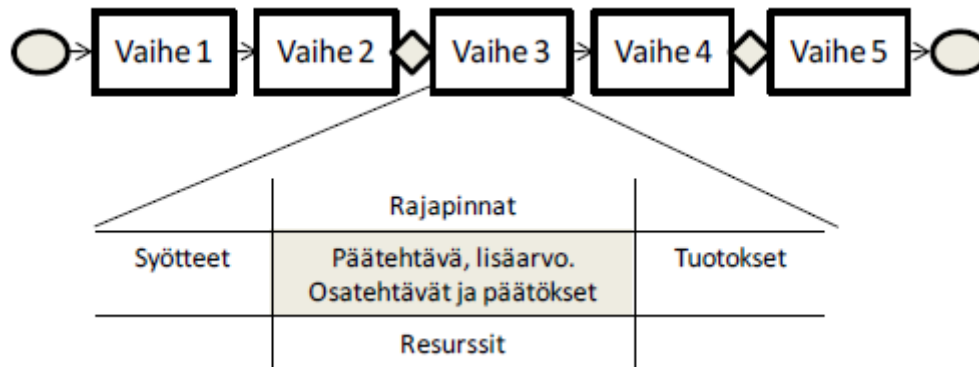 Vaihe 1 Vaihe 2 Vaihe 3 Vaihe 4 Vaihe 5
Rajapinnat
Syötteet Päätehtävä, lisäarvo. Tuotokset
Osatehtävät ja päätökset
Resurssit